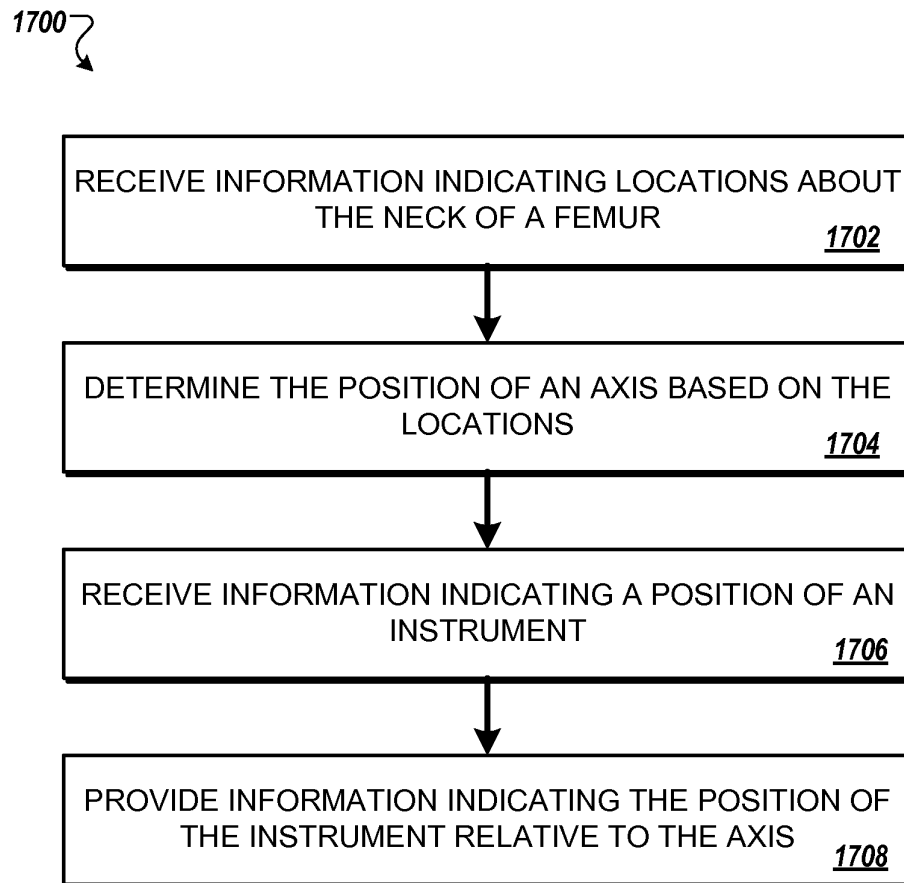 1700
RECEIVE INFORMATION INDICATING LOCATIONS ABOUT
THE NECK OF A FEMUR
1702
DETERMINE THE POSITION OF AN AXIS BASED ON THE
LOCATIONS
1704
RECEIVE INFORMATION INDICATING A POSITION OF AN
INSTRUMENT
1706
PROVIDE INFORMATION INDICATING THE POSITION OF
THE INSTRUMENT RELATIVE TO THE AXIS
1708